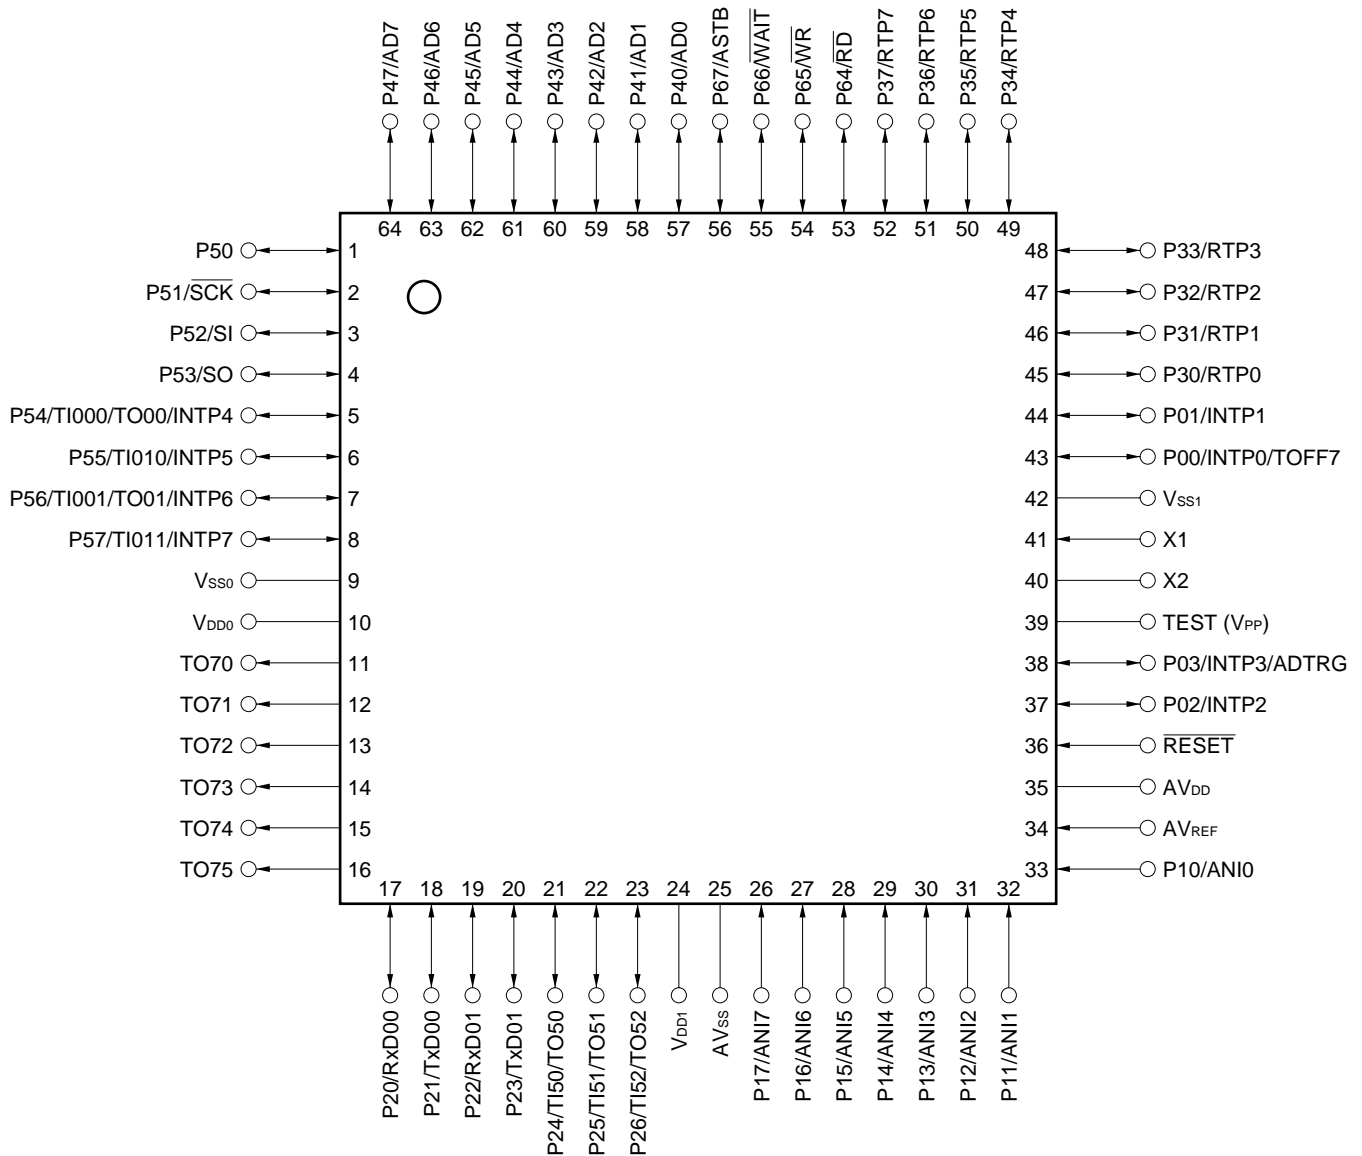 P47/AD7
P46/AD6
P45/AD5
P44/AD4
P43/AD3
P42/AD2
P41/AD1
P40/AD0
P67/ASTB
P66/W̅A̅I̅T̅
P65/W̅R̅
P64/R̅D̅
P37/RTP7
P36/RTP6
P35/RTP5
P34/RTP4
64 63 62 61 60 59 58 57 56 55 54 53 52 51 50 49
P50 1 48 P33/RTP3
P51/S̅C̅K̅ 2 47 P32/RTP2
P52/SI 3 46 P31/RTP1
P53/SO 4 45 P30/RTP0
P54/TI000/TO00/INTP4 5 44 P01/INTP1
P55/TI010/INTP5 6 43 P00/INTP0/TOFF7
P56/TI001/TO01/INTP6 7 42 VSS1
P57/TI011/INTP7 8 41 X1
VSS0 9 40 X2
VDD0 10 39 TEST (VPP)
TO70 11 38 P03/INTP3/ADTRG
TO71 12 37 P02/INTP2
TO72 13 36 R̅E̅S̅E̅T̅
TO73 14 35 AVDD
TO74 15 34 AVREF
TO75 16 33 P10/ANI0
17 18 19 20 21 22 23 24 25 26 27 28 29 30 31 32
P20/RxD00
P21/TxD00
P22/RxD01
P23/TxD01
P24/TI50/TO50
P25/TI51/TO51
P26/TI52/TO52
VDD1
AVSS
P17/ANI7
P16/ANI6
P15/ANI5
P14/ANI4
P13/ANI3
P12/ANI2
P11/ANI1